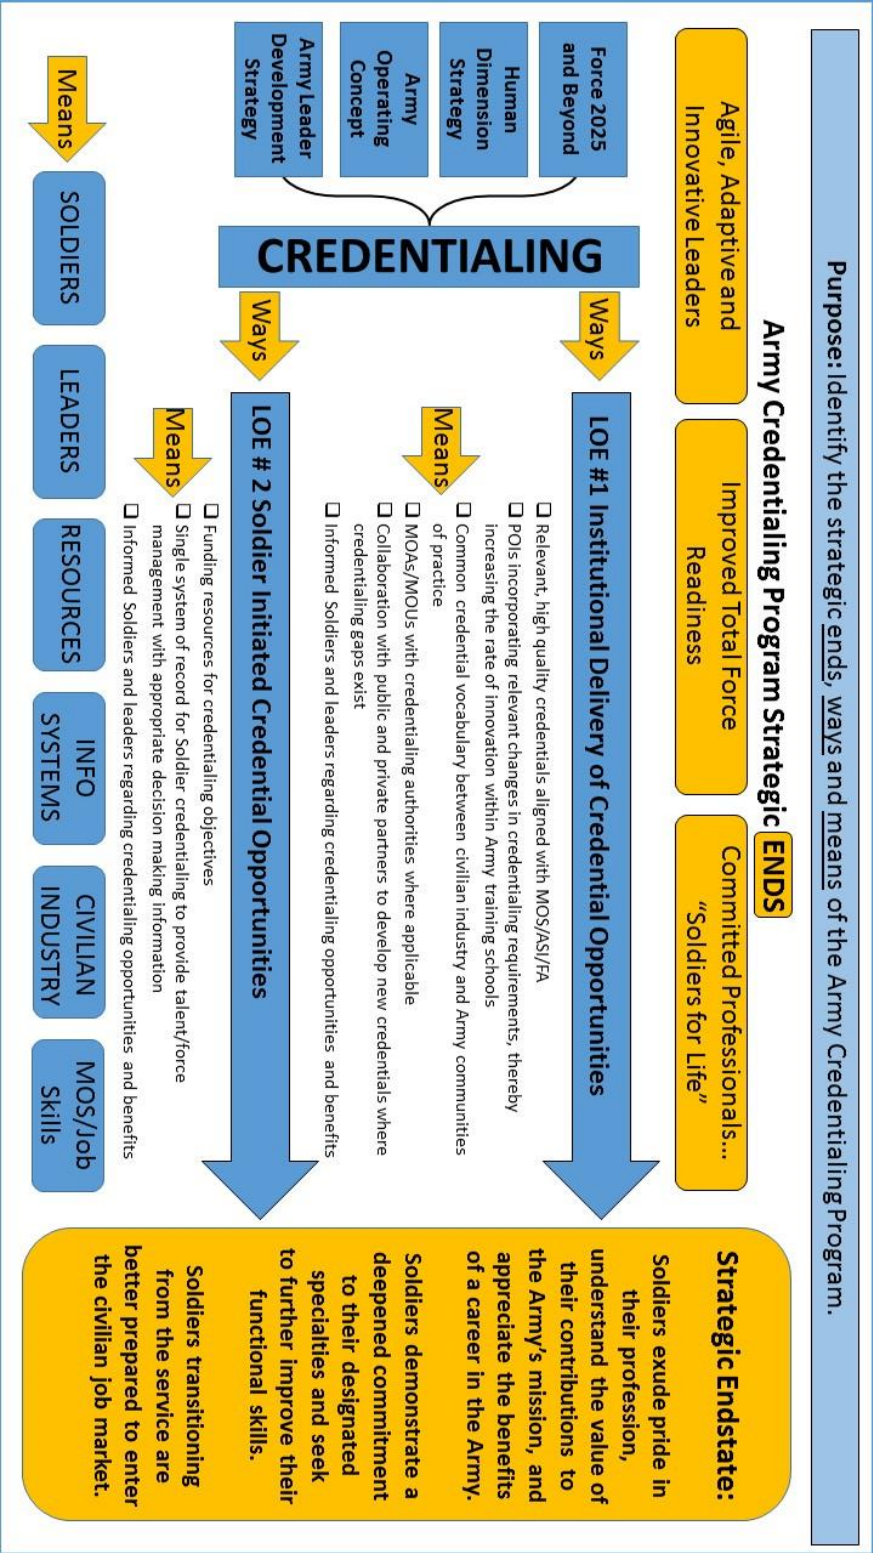 Purpose: Identify the strategic ends, ways and means of the Army Credentialing Program.
Army Credentialing Program Strategic ENDS
Agile, Adaptive and
Innovative Leaders
Improved Total Force
Readiness
Committed Professionals...
“Soldiers for Life”
Force 2025
and Beyond
Human
Dimension
Strategy
Army
Operating
Concept
Army Leader
Development
Strategy
CREDENTIALING
Ways
LOE #1 Institutional Delivery of Credential Opportunities
Means
❑ Relevant, high quality credentials aligned with MOS/ASI/FA
❑ POIs incorporating relevant changes in credentialing requirements, thereby
increasing the rate of innovation within Army training schools
❑ Common credential vocabulary between civilian industry and Army communities
of practice
❑ MOAs/MOUs with credentialing authorities where applicable
❑ Collaboration with public and private partners to develop new credentials where
credentialing gaps exist
❑ Informed Soldiers and leaders regarding credentialing opportunities and benefits
Ways
LOE # 2 Soldier Initiated Credential Opportunities
Means
❑ Funding resources for credentialing objectives
❑ Single system of record for Soldier credentialing to provide talent/force
management with appropriate decision making information
❑ Informed Soldiers and leaders regarding credentialing opportunities and benefits
Means
SOLDIERS
LEADERS
RESOURCES
INFO
SYSTEMS
CIVILIAN
INDUSTRY
MOS/Job
Skills
Strategic Endstate:
Soldiers exude pride in
their profession,
understand the value of
their contributions to
the Army’s mission, and
appreciate the benefits
of a career in the Army.
Soldiers demonstrate a
deepened commitment
to their designated
specialties and seek
to further improve their
functional skills.
Soldiers transitioning
from the service are
better prepared to enter
the civilian job market.